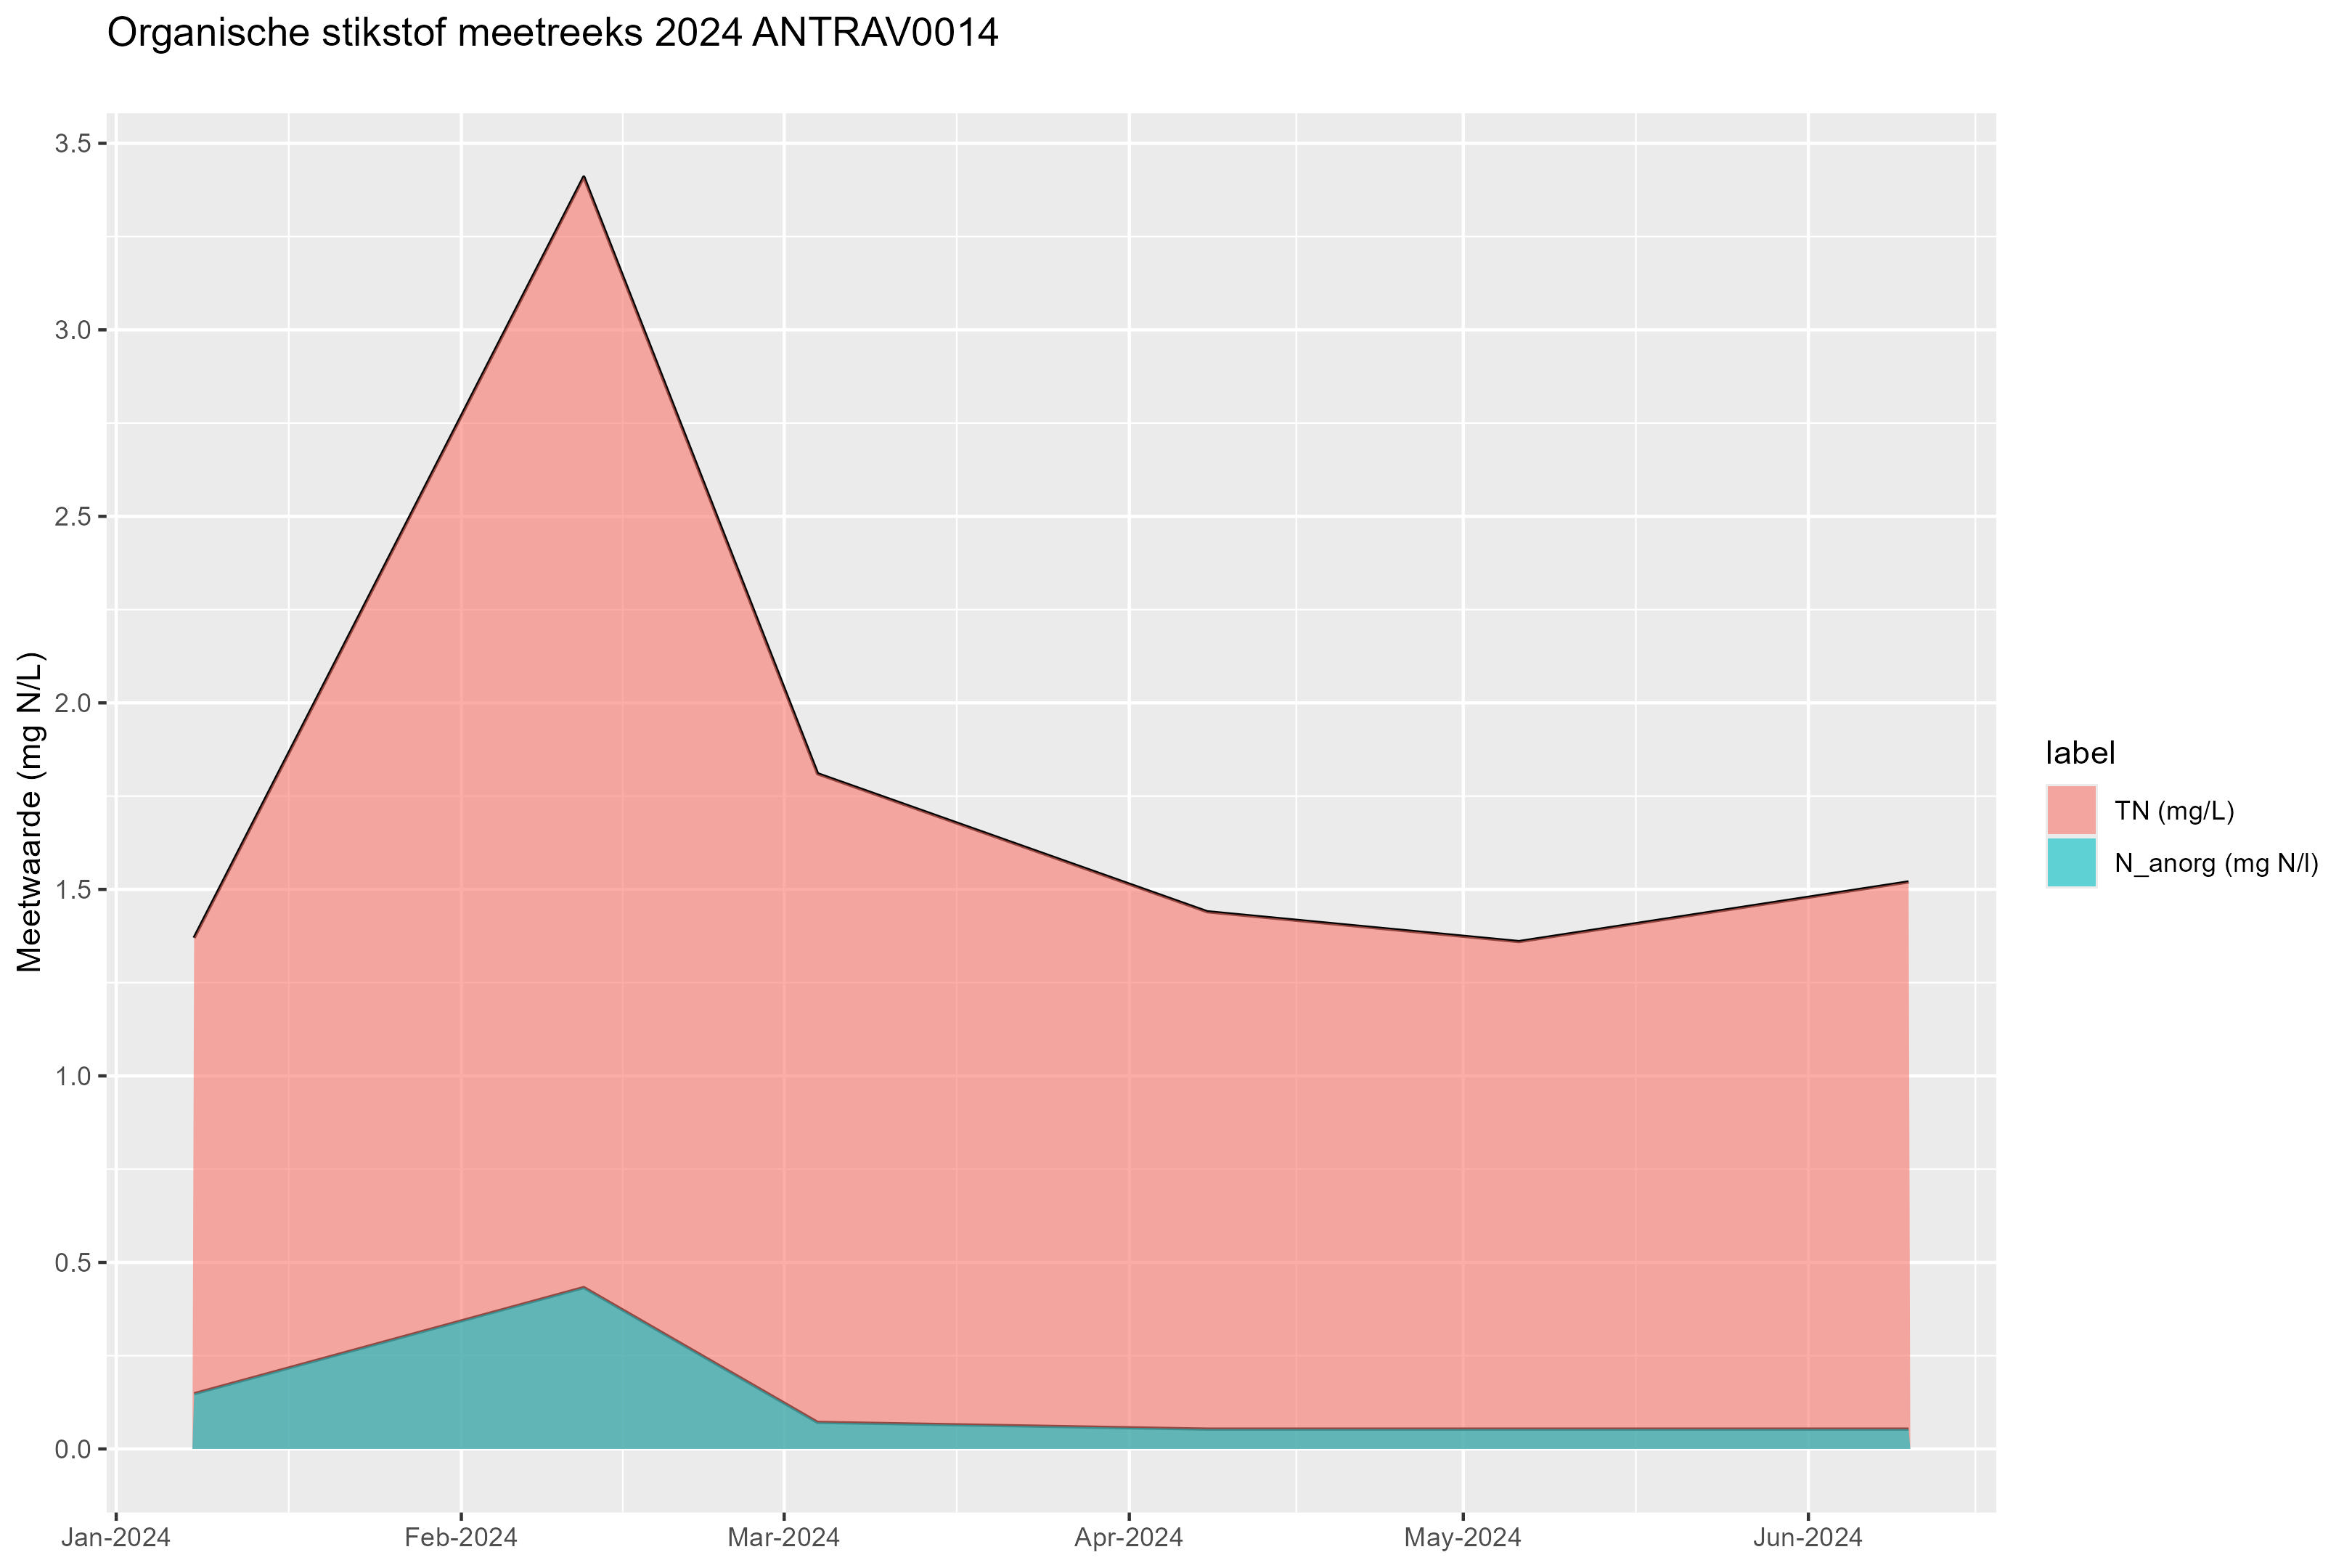 Organische stikstof meetreeks 2024 ANTRAV0014
Meetwaarde (mg N/L)
3.5
3.0
2.5
2.0
1.5
1.0
0.5
0.0
Jan-2024 Feb-2024 Mar-2024 Apr-2024 May-2024 Jun-2024
label
TN (mg/L)
N_anorg (mg N/l)